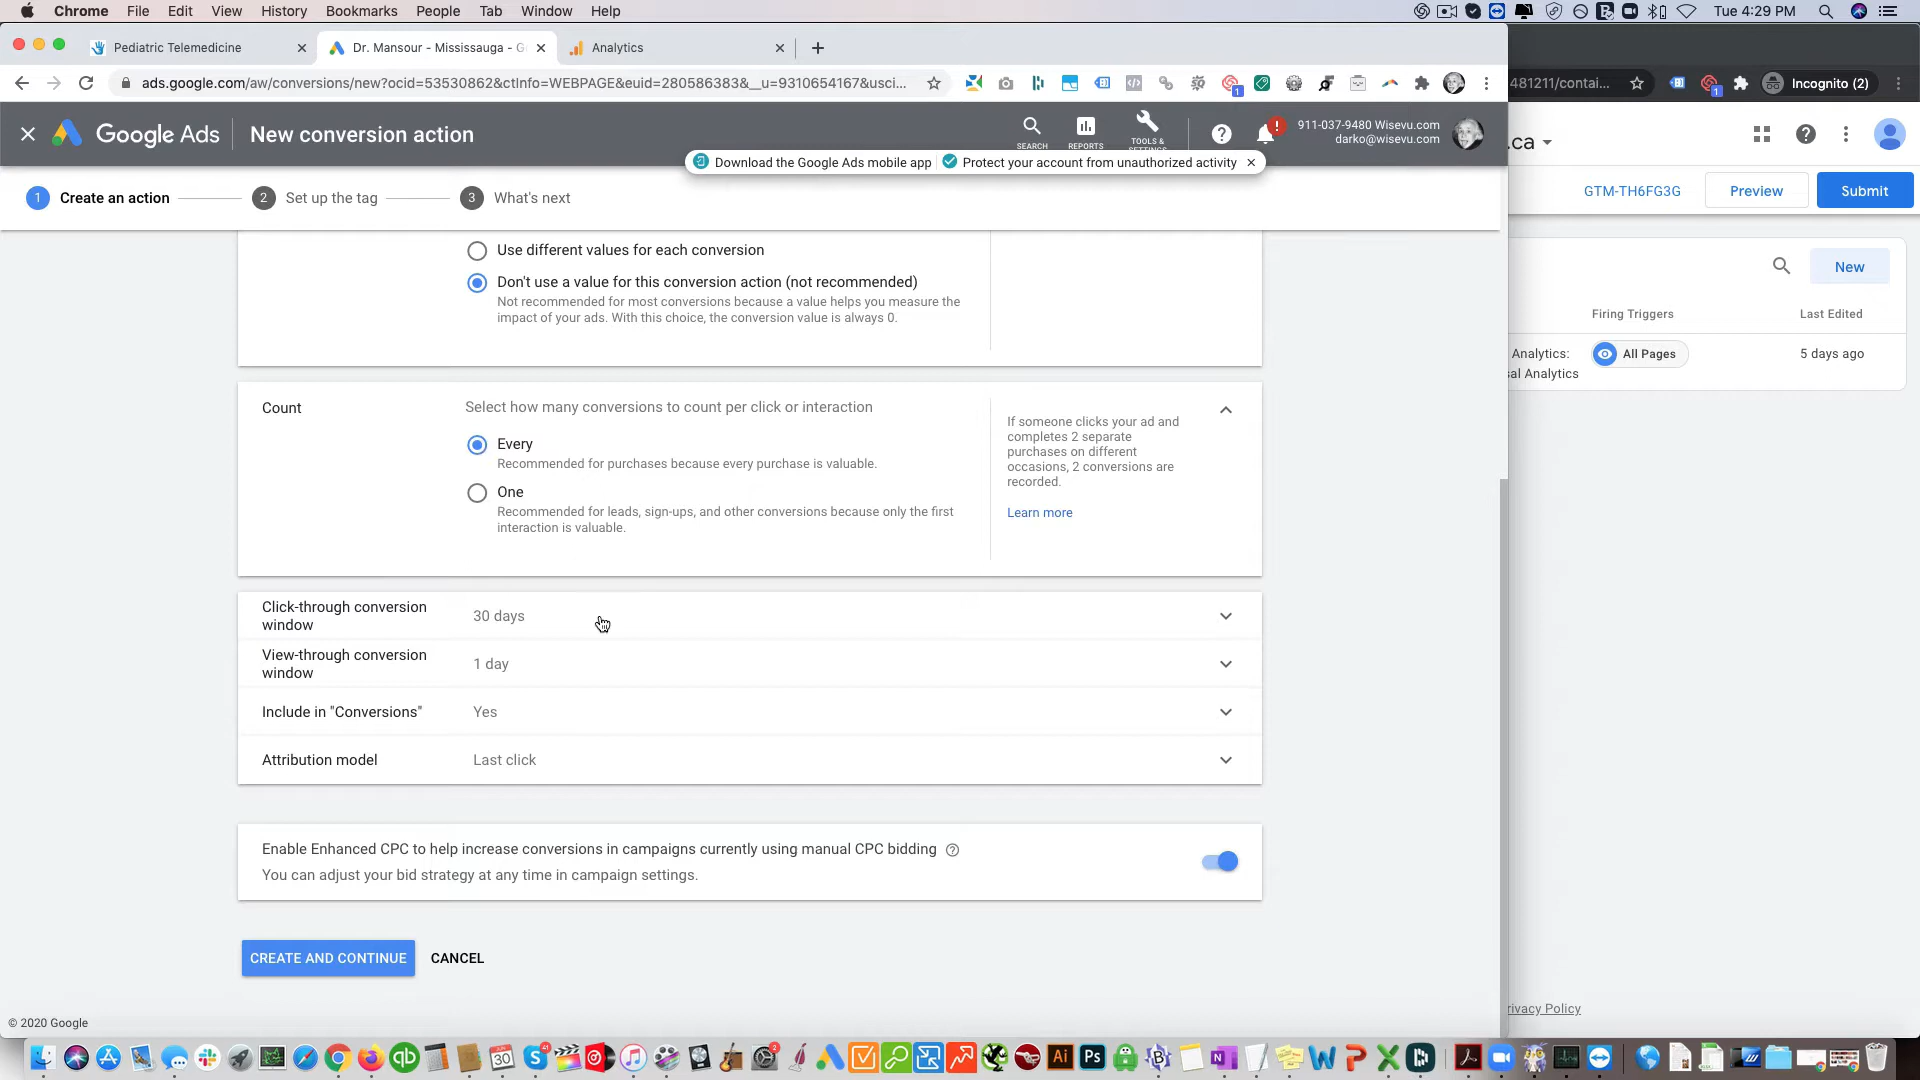 Chrome File Edit View History Bookmarks People Tab Window Help
Tue 4:29 PM
Pediatric Telemedicine
Dr. Mansour - Mississauga - G
Analytics
ads.google.com/aw/conversions/new?ocid=53530862&ctInfo=WEBPAGE&euid=280586383&__u=9310654167&usci...
481211/contai...
Incognito (2)
Google Ads
New conversion action
SEARCH
REPORTS
TOOLS &
SETTINGS
911-037-9480 Wisevu.com
darko@wisevu.com
.ca
Download the Google Ads mobile app
Protect your account from unauthorized activity
1 Create an action
2 Set up the tag
3 What's next
GTM-TH6FG3G
Preview
Submit
Use different values for each conversion
Don't use a value for this conversion action (not recommended)
Not recommended for most conversions because a value helps you measure the
impact of your ads. With this choice, the conversion value is always 0.
New
Firing Triggers
Last Edited
Analytics:
sal Analytics
All Pages
5 days ago
Count
Select how many conversions to count per click or interaction
Every
Recommended for purchases because every purchase is valuable.
One
Recommended for leads, sign-ups, and other conversions because only the first
interaction is valuable.
If someone clicks your ad and
completes 2 separate
purchases on different
occasions, 2 conversions are
recorded.
Learn more
Click-through conversion
window
30 days
View-through conversion
window
1 day
Include in "Conversions"
Yes
Attribution model
Last click
Enable Enhanced CPC to help increase conversions in campaigns currently using manual CPC bidding
You can adjust your bid strategy at any time in campaign settings.
CREATE AND CONTINUE
CANCEL
rivacy Policy
© 2020 Google